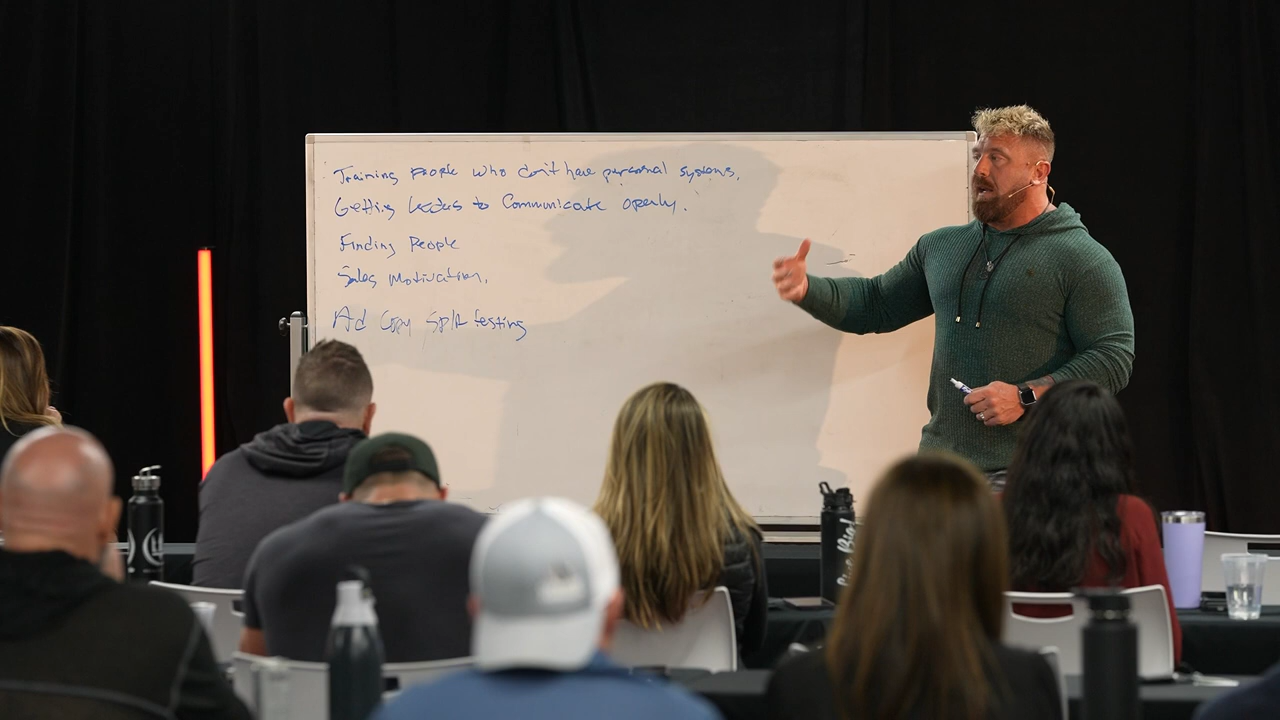 Training People who don't have personal systems.
Getting leaders to Communicate openly.
Finding People
Sales Motivation.
Ad Copy Split testing